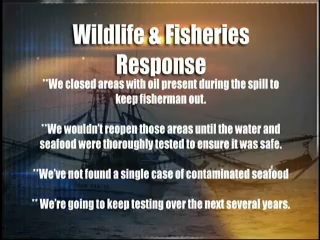 Wildlife & Fisheries
Response
**We closed areas with oil present during the spill to
keep fisherman out.
**We wouldn't reopen those areas until the water and
seafood were thoroughly tested to ensure it was safe.
**We've not found a single case of contaminated seafood
** We're going to keep testing over the next several years.